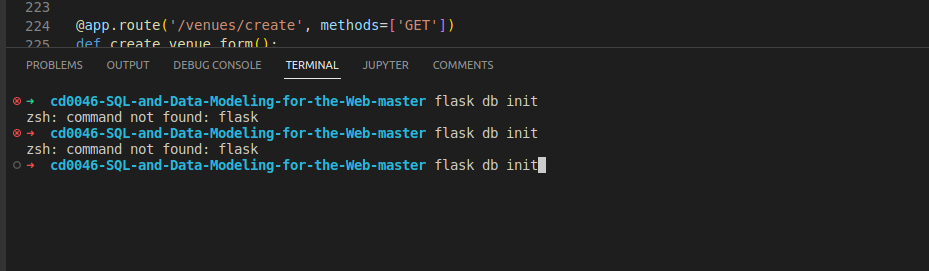 223
224 @app.route('/venues/create', methods=['GET'])
225 def create_venue_form():
PROBLEMS OUTPUT DEBUG CONSOLE TERMINAL JUPYTER COMMENTS
➜ cd0046-SQL-and-Data-Modeling-for-the-Web-master flask db init
zsh: command not found: flask
➜ cd0046-SQL-and-Data-Modeling-for-the-Web-master flask db init
zsh: command not found: flask
➜ cd0046-SQL-and-Data-Modeling-for-the-Web-master flask db init